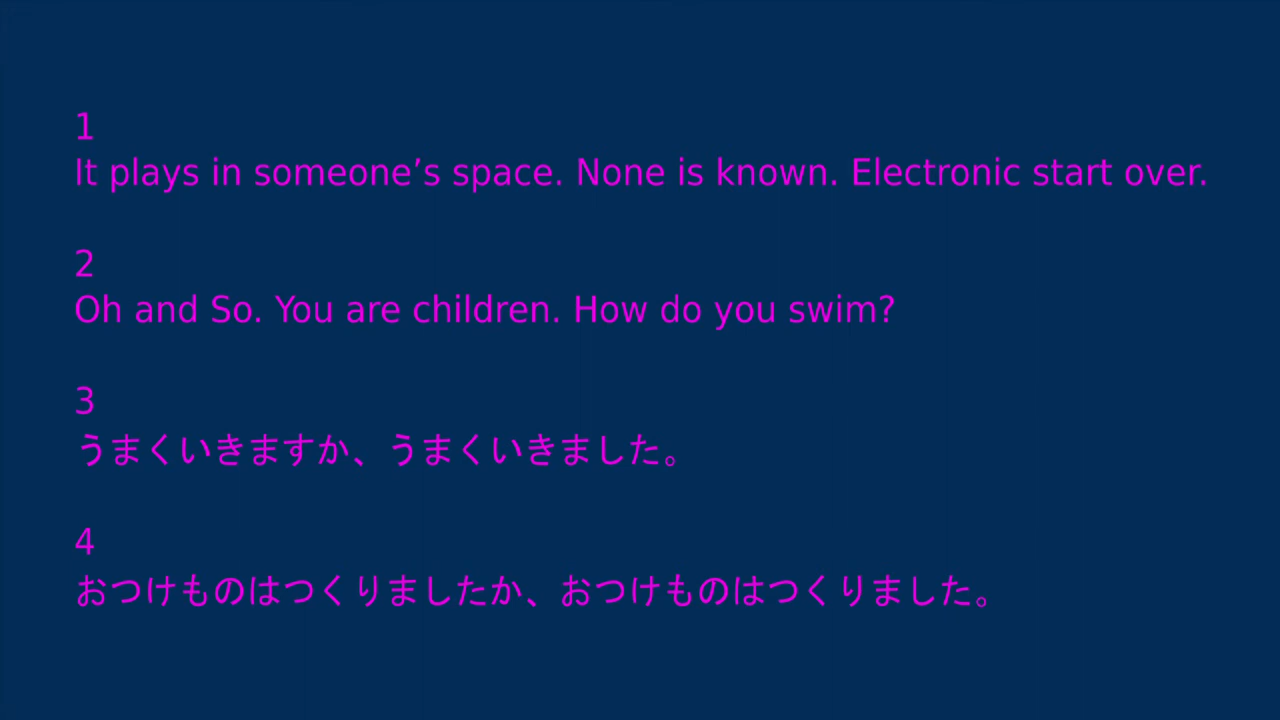 1
It plays in someone’s space. None is known. Electronic start over.
2
Oh and So. You are children. How do you swim?
3
うまくいきますか、うまくいきました。
4
おつけものはつくりましたか、おつけものはつくりました。